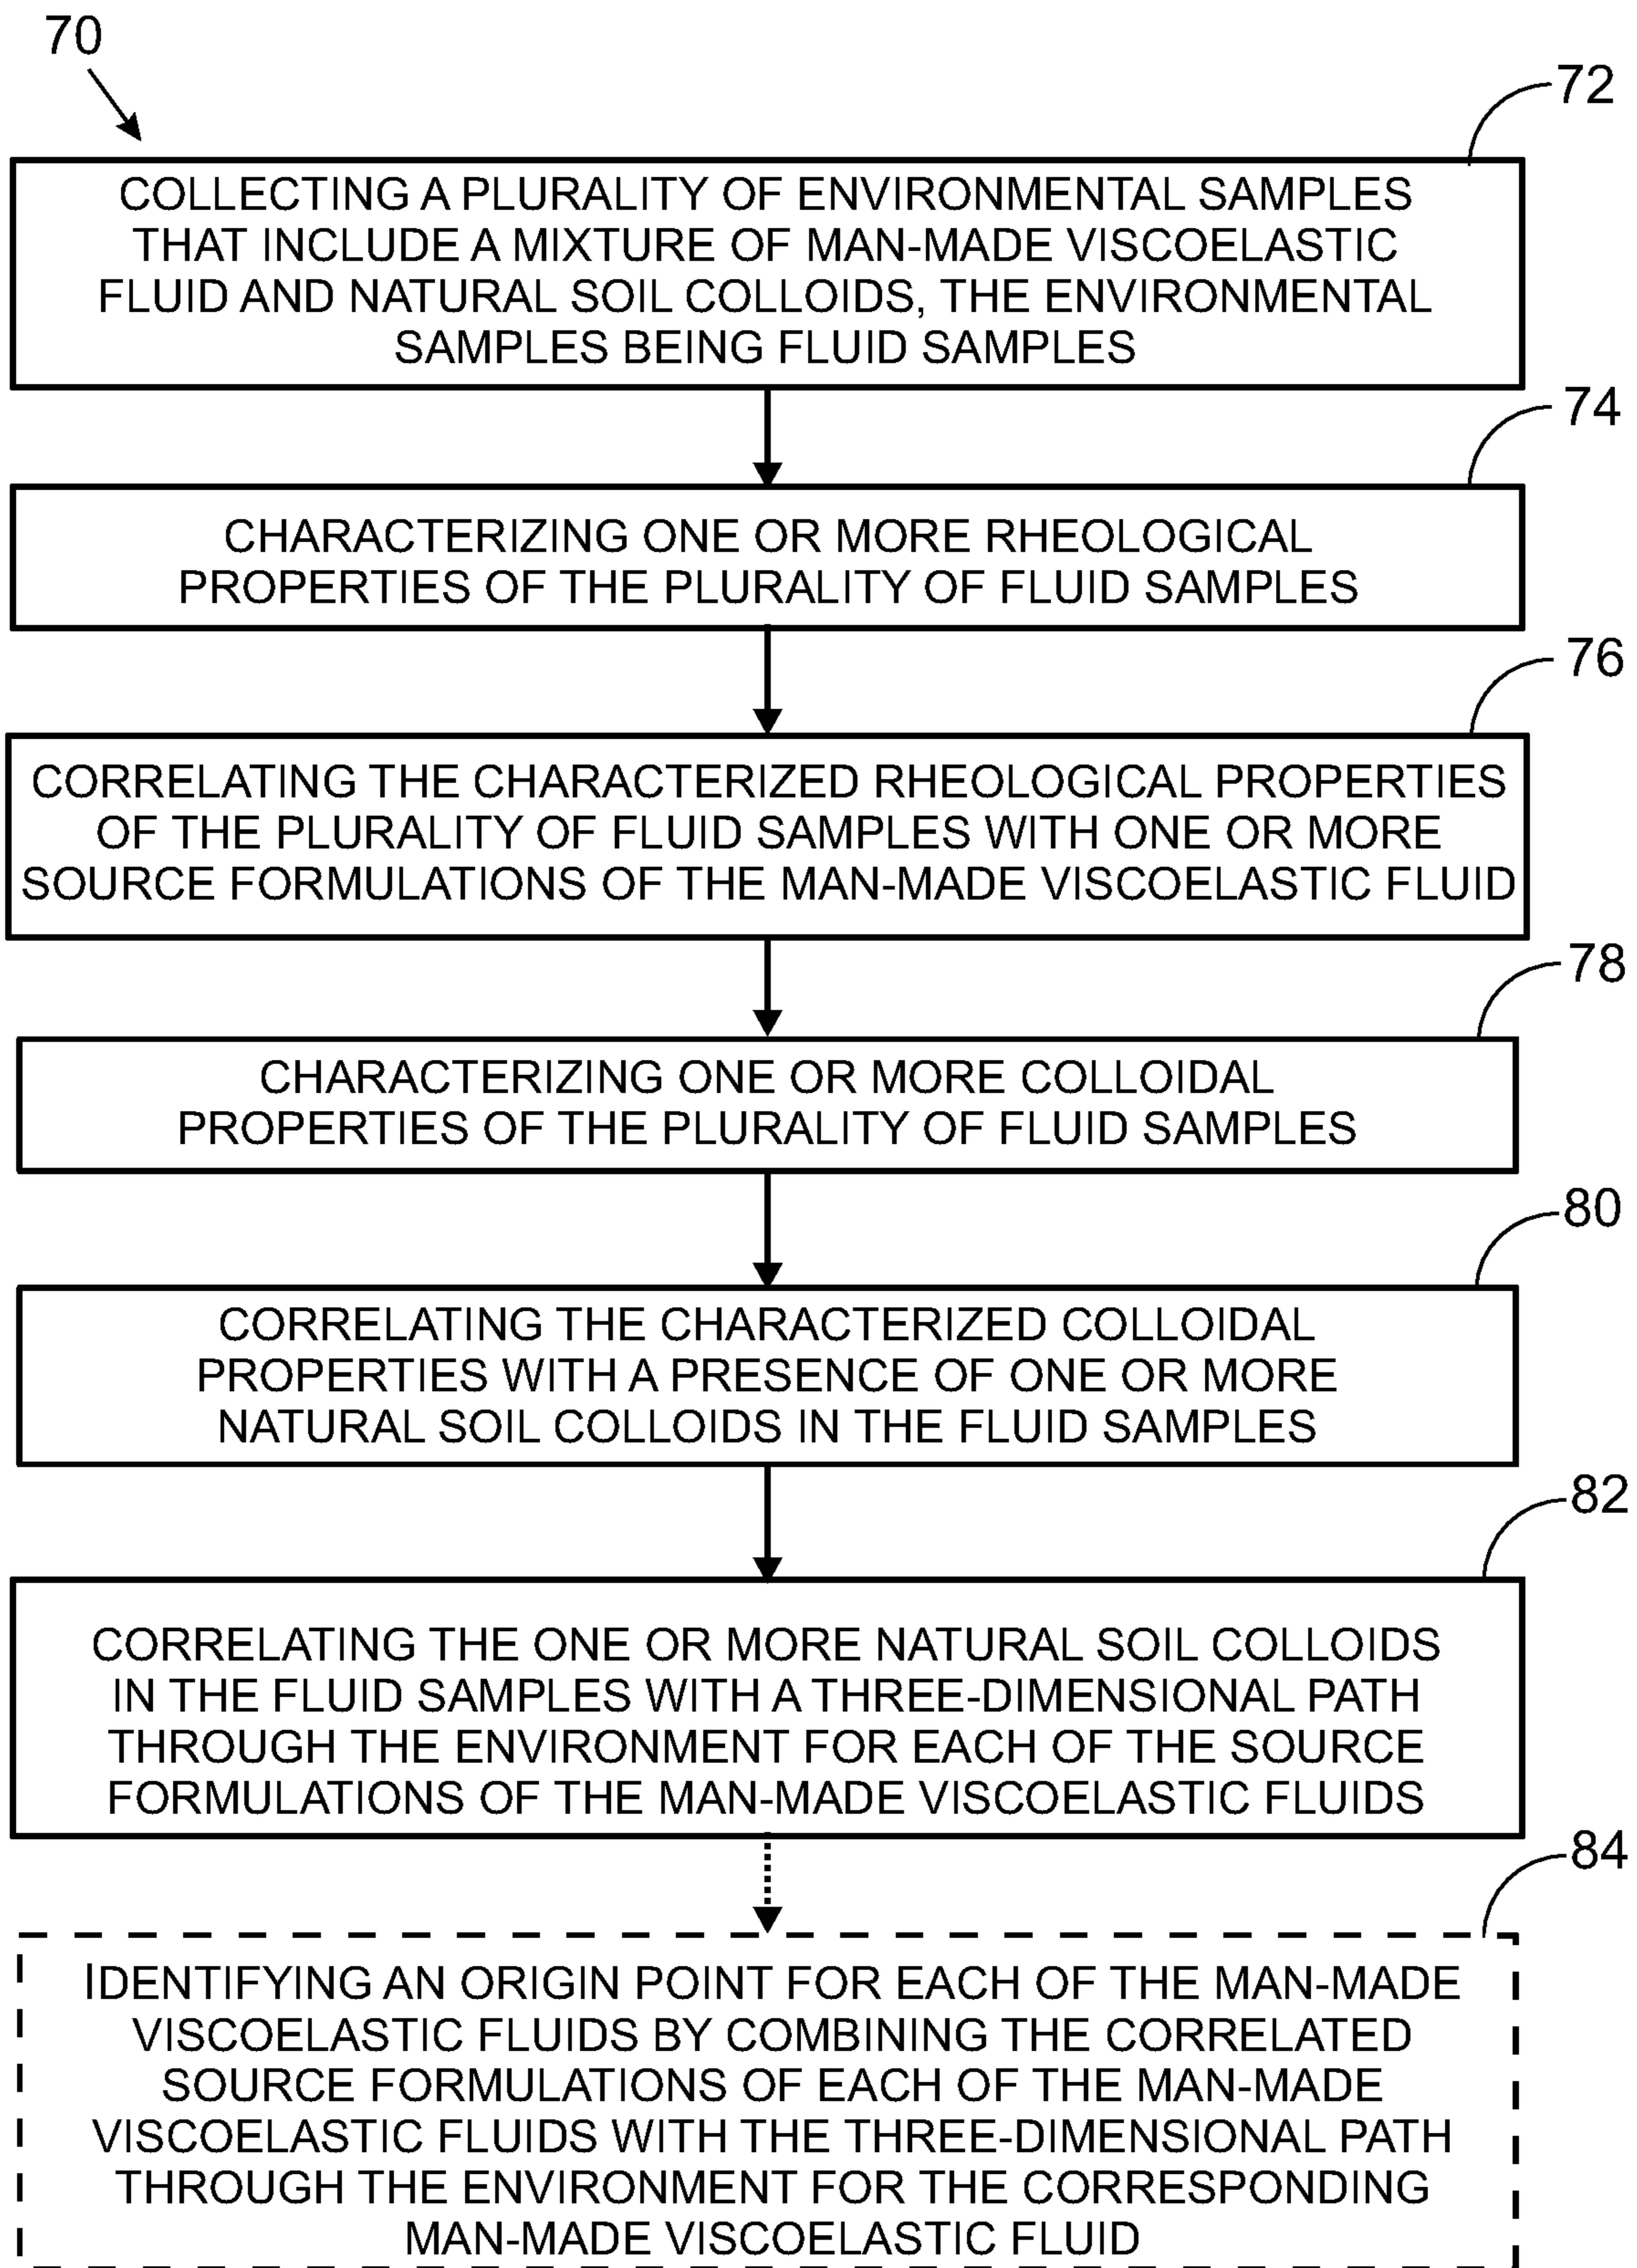 70
72
COLLECTING A PLURALITY OF ENVIRONMENTAL SAMPLES
THAT INCLUDE A MIXTURE OF MAN-MADE VISCOELASTIC
FLUID AND NATURAL SOIL COLLOIDS, THE ENVIRONMENTAL
SAMPLES BEING FLUID SAMPLES
74
CHARACTERIZING ONE OR MORE RHEOLOGICAL
PROPERTIES OF THE PLURALITY OF FLUID SAMPLES
76
CORRELATING THE CHARACTERIZED RHEOLOGICAL PROPERTIES
OF THE PLURALITY OF FLUID SAMPLES WITH ONE OR MORE
SOURCE FORMULATIONS OF THE MAN-MADE VISCOELASTIC FLUID
78
CHARACTERIZING ONE OR MORE COLLOIDAL
PROPERTIES OF THE PLURALITY OF FLUID SAMPLES
80
CORRELATING THE CHARACTERIZED COLLOIDAL
PROPERTIES WITH A PRESENCE OF ONE OR MORE
NATURAL SOIL COLLOIDS IN THE FLUID SAMPLES
82
CORRELATING THE ONE OR MORE NATURAL SOIL COLLOIDS
IN THE FLUID SAMPLES WITH A THREE-DIMENSIONAL PATH
THROUGH THE ENVIRONMENT FOR EACH OF THE SOURCE
FORMULATIONS OF THE MAN-MADE VISCOELASTIC FLUIDS
84
IDENTIFYING AN ORIGIN POINT FOR EACH OF THE MAN-MADE
VISCOELASTIC FLUIDS BY COMBINING THE CORRELATED
SOURCE FORMULATIONS OF EACH OF THE MAN-MADE
VISCOELASTIC FLUIDS WITH THE THREE-DIMENSIONAL PATH
THROUGH THE ENVIRONMENT FOR THE CORRESPONDING
MAN-MADE VISCOELASTIC FLUID